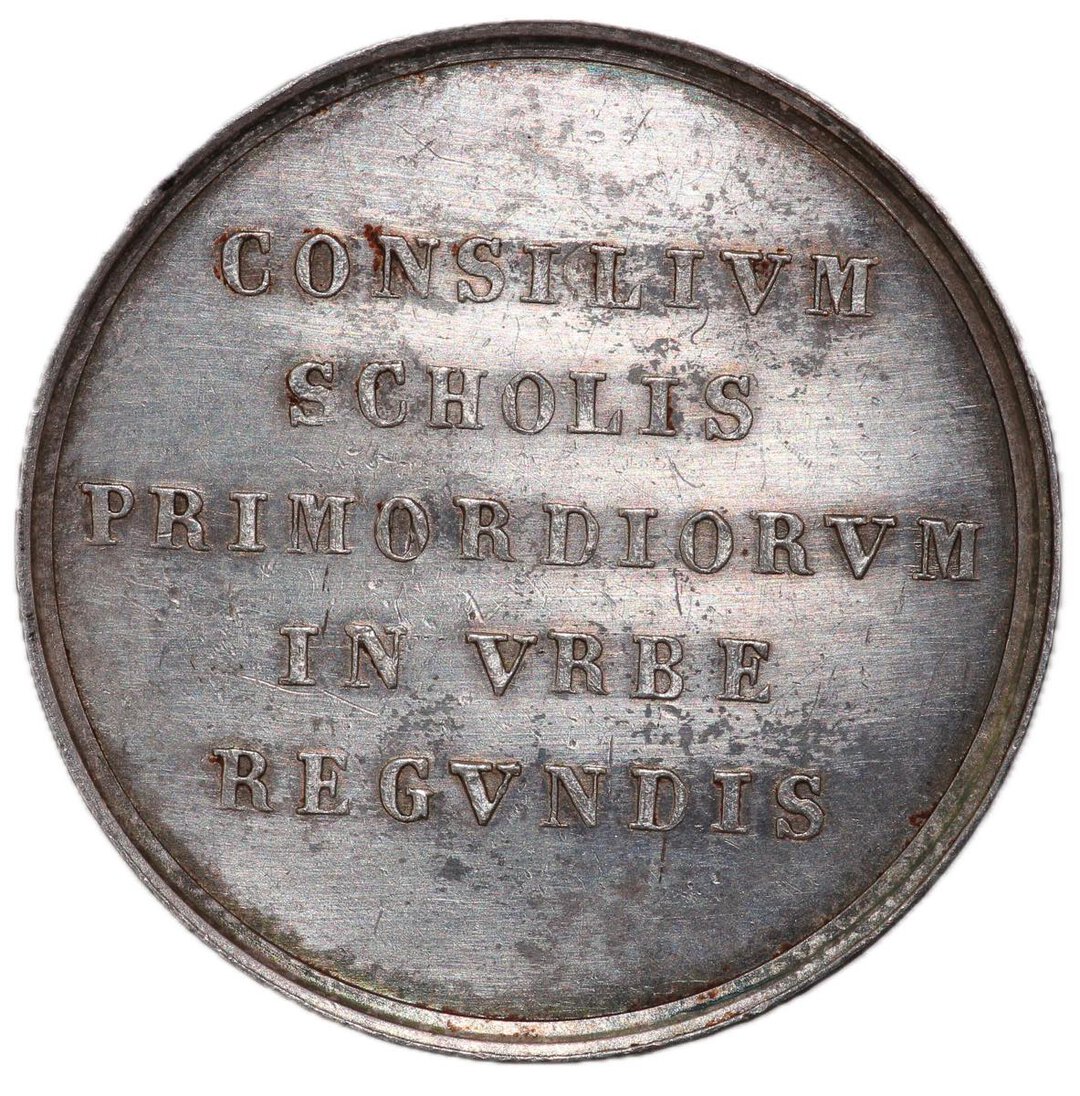 CONSILIVM
SCHOLIS
PRIMORDIORVM
IN VRBE
REGVNDIS